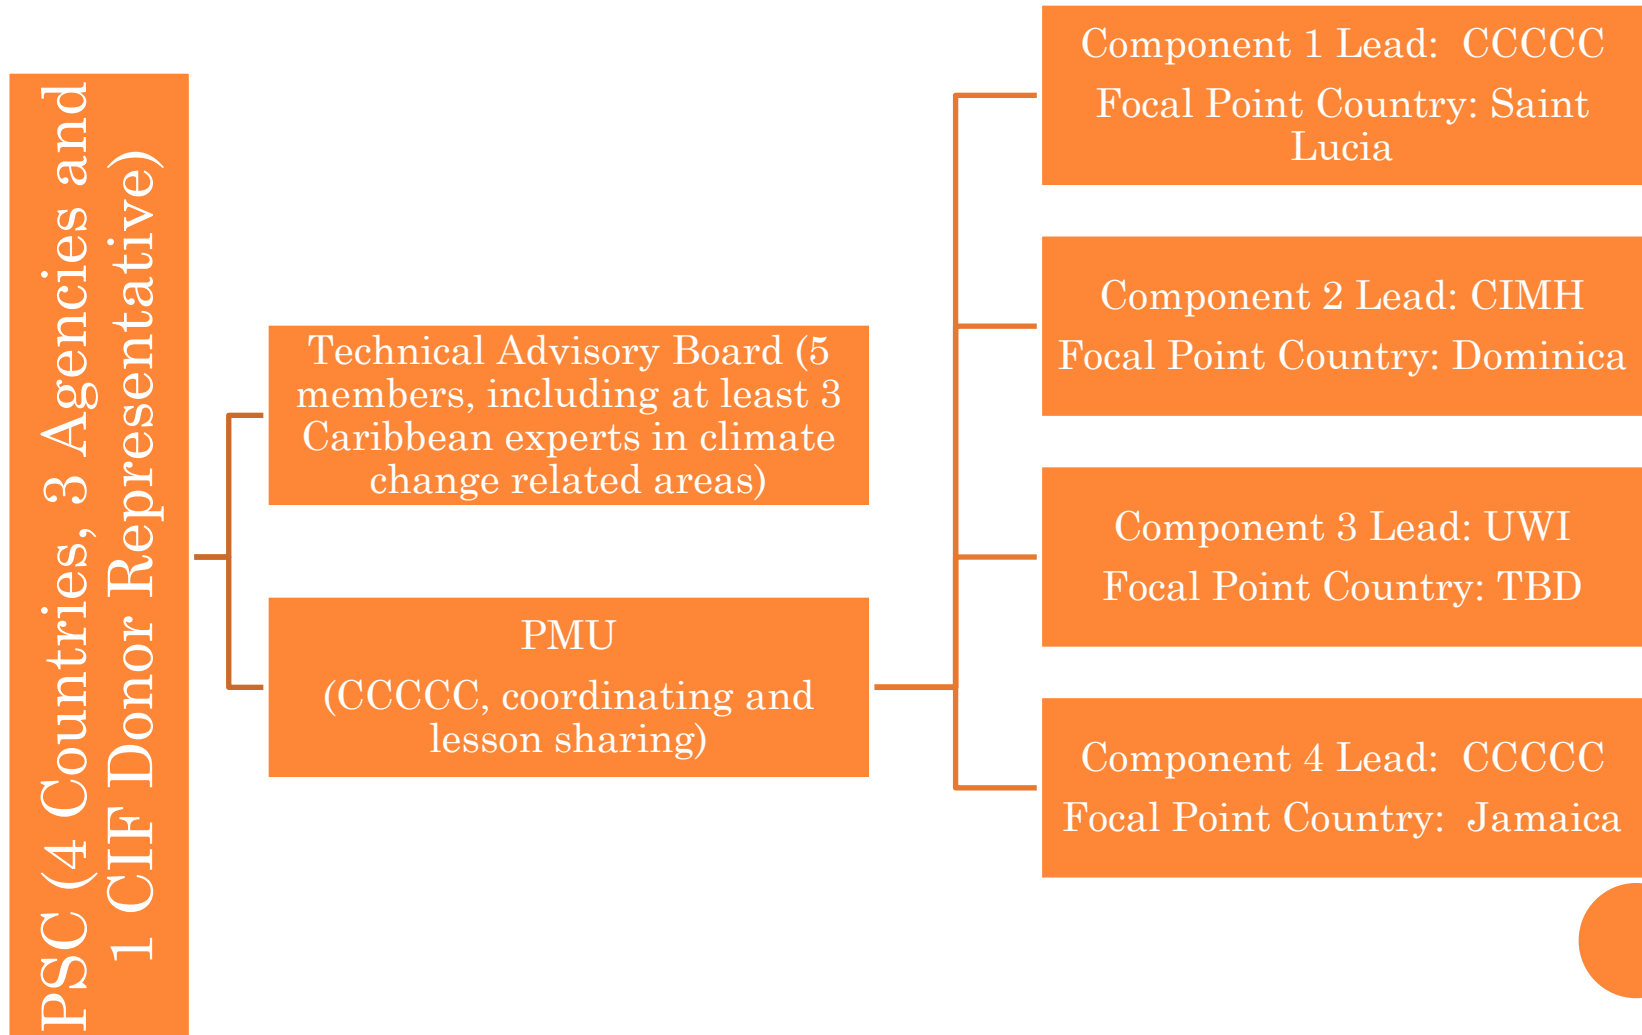 PSC (4 Countries, 3 Agencies and
1 CIF Donor Representative)
Technical Advisory Board (5
members, including at least 3
Caribbean experts in climate
change related areas)
PMU
(CCCCC, coordinating and
lesson sharing)
Component 1 Lead:  CCCCC
Focal Point Country: Saint
Lucia
Component 2 Lead: CIMH
Focal Point Country: Dominica
Component 3 Lead: UWI
Focal Point Country: TBD
Component 4 Lead:  CCCCC
Focal Point Country:  Jamaica